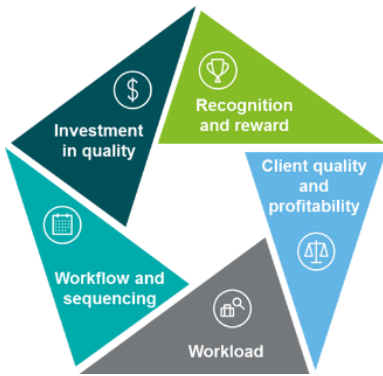 Recognition
and reward
Client quality
and
profitability
Workload
Workflow and
sequencing
$
Investment
in quality